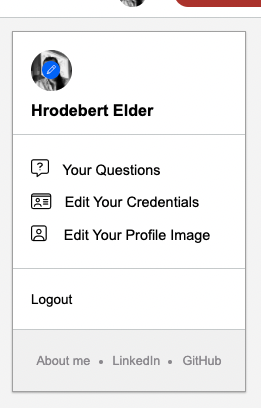 Hrodebert Elder
Your Questions
Edit Your Credentials
Edit Your Profile Image
Logout
About me • LinkedIn • GitHub